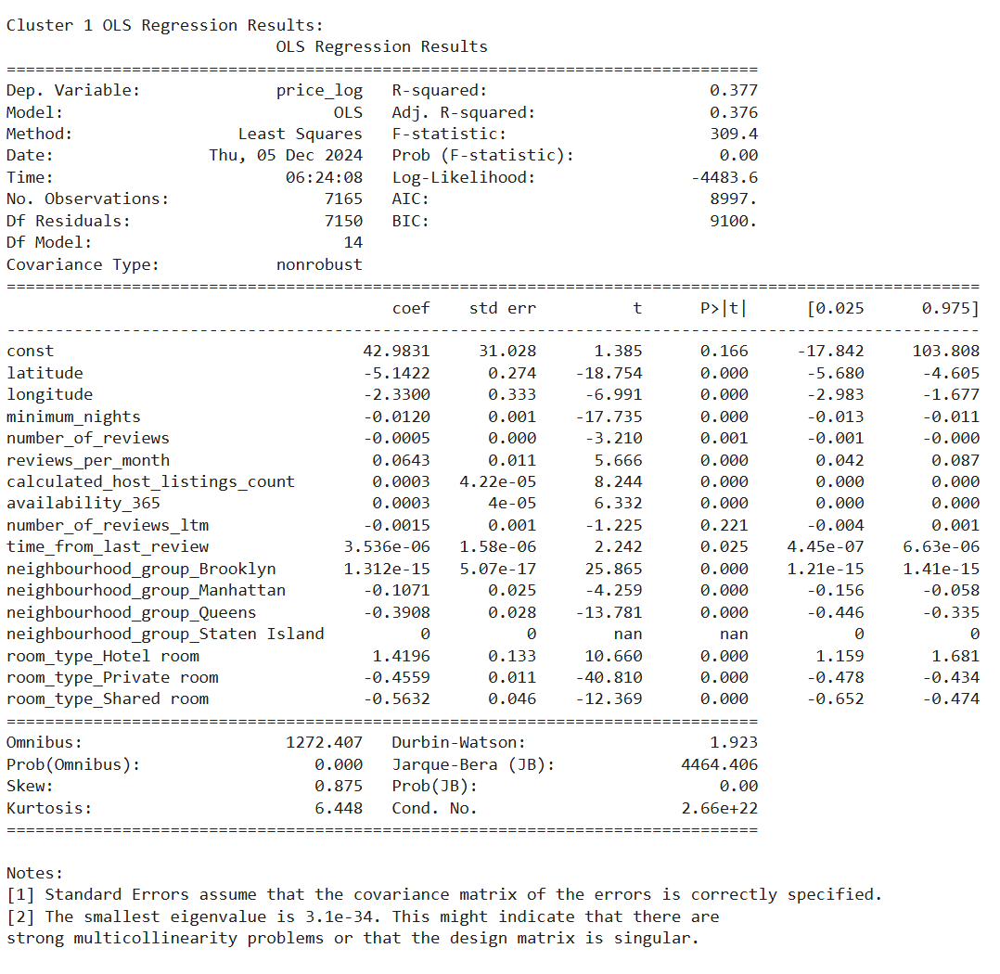 Cluster 1 OLS Regression Results:
                            OLS Regression Results
==============================================================================
Dep. Variable:              price_log   R-squared:                       0.377
Model:                            OLS   Adj. R-squared:                  0.376
Method:                 Least Squares   F-statistic:                     309.4
Date:                Thu, 05 Dec 2024   Prob (F-statistic):               0.00
Time:                        06:24:08   Log-Likelihood:                -4483.6
No. Observations:                7165   AIC:                             8997.
Df Residuals:                    7150   BIC:                             9100.
Df Model:                          14
Covariance Type:            nonrobust
=====================================================================================================
                                        coef    std err          t      P>|t|      [0.025      0.975]
-----------------------------------------------------------------------------------------------------
const                                42.9831     31.028      1.385      0.166     -17.842     103.808
latitude                             -5.1422      0.274    -18.754      0.000      -5.680      -4.605
longitude                            -2.3300      0.333     -6.991      0.000      -2.983      -1.677
minimum_nights                       -0.0120      0.001    -17.735      0.000      -0.013      -0.011
number_of_reviews                    -0.0005      0.000     -3.210      0.001      -0.001      -0.000
reviews_per_month                     0.0643      0.011      5.666      0.000       0.042       0.087
calculated_host_listings_count        0.0003   4.22e-05      8.244      0.000       0.000       0.000
availability_365                      0.0003      4e-05      6.332      0.000       0.000       0.000
number_of_reviews_ltm                -0.0015      0.001     -1.225      0.221      -0.004       0.001
time_from_last_review              3.536e-06   1.58e-06      2.242      0.025    4.45e-07    6.63e-06
neighbourhood_group_Brooklyn       1.312e-15   5.07e-17     25.865      0.000    1.21e-15    1.41e-15
neighbourhood_group_Manhattan        -0.1071      0.025     -4.259      0.000      -0.156      -0.058
neighbourhood_group_Queens           -0.3908      0.028    -13.781      0.000      -0.446      -0.335
neighbourhood_group_Staten Island          0          0        nan        nan           0           0
room_type_Hotel room                  1.4196      0.133     10.660      0.000       1.159       1.681
room_type_Private room               -0.4559      0.011    -40.810      0.000      -0.478      -0.434
room_type_Shared room                -0.5632      0.046    -12.369      0.000      -0.652      -0.474
==============================================================================
Omnibus:                     1272.407   Durbin-Watson:                   1.923
Prob(Omnibus):                  0.000   Jarque-Bera (JB):             4464.406
Skew:                           0.875   Prob(JB):                         0.00
Kurtosis:                       6.448   Cond. No.                     2.66e+22
==============================================================================

Notes:
[1] Standard Errors assume that the covariance matrix of the errors is correctly specified.
[2] The smallest eigenvalue is 3.1e-34. This might indicate that there are
strong multicollinearity problems or that the design matrix is singular.